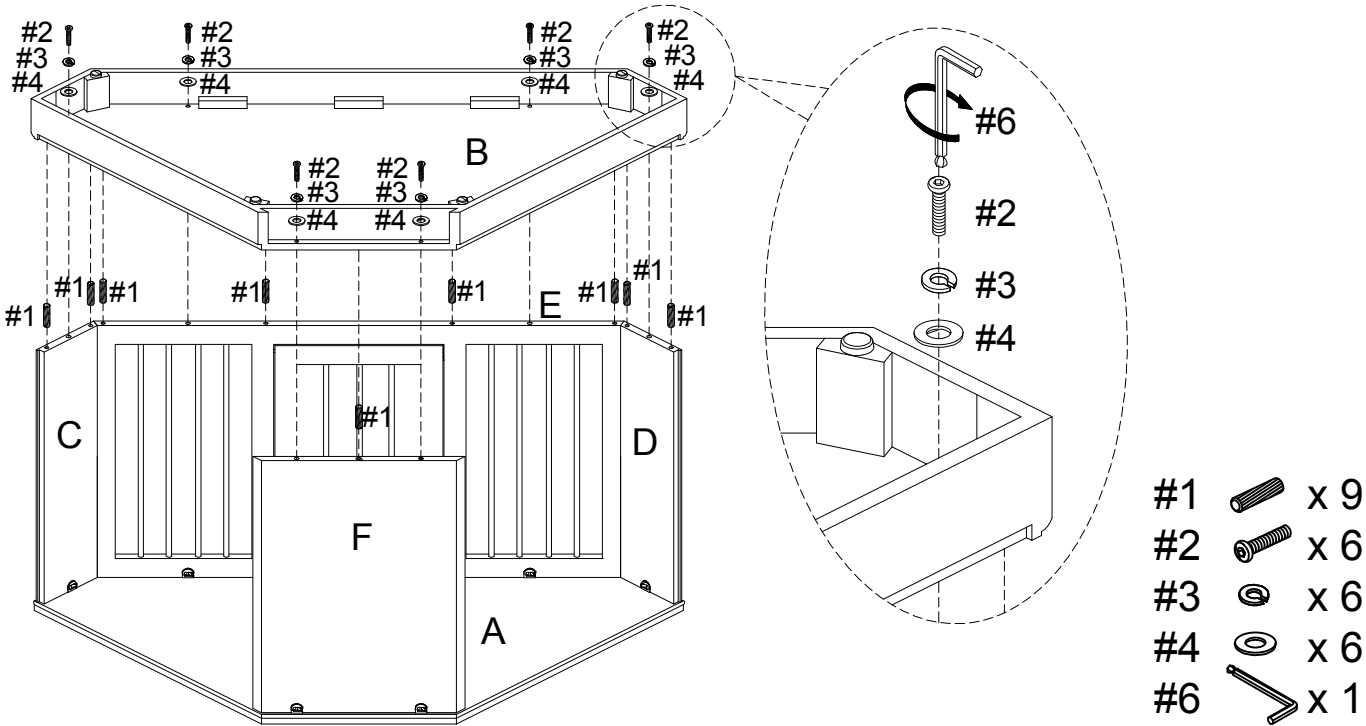 #2 #2 #2 #2
#3 #3 #3 #3
#4 #4 #4 #4
B
#2 #2
#3 #3
#4 #4
#1 #1 #1 #1 #1 #1 #1 #1
E
C
#1
D
F
A
#6
#2
#3
#4
#1 x 9
#2 x 6
#3 x 6
#4 x 6
#6 x 1